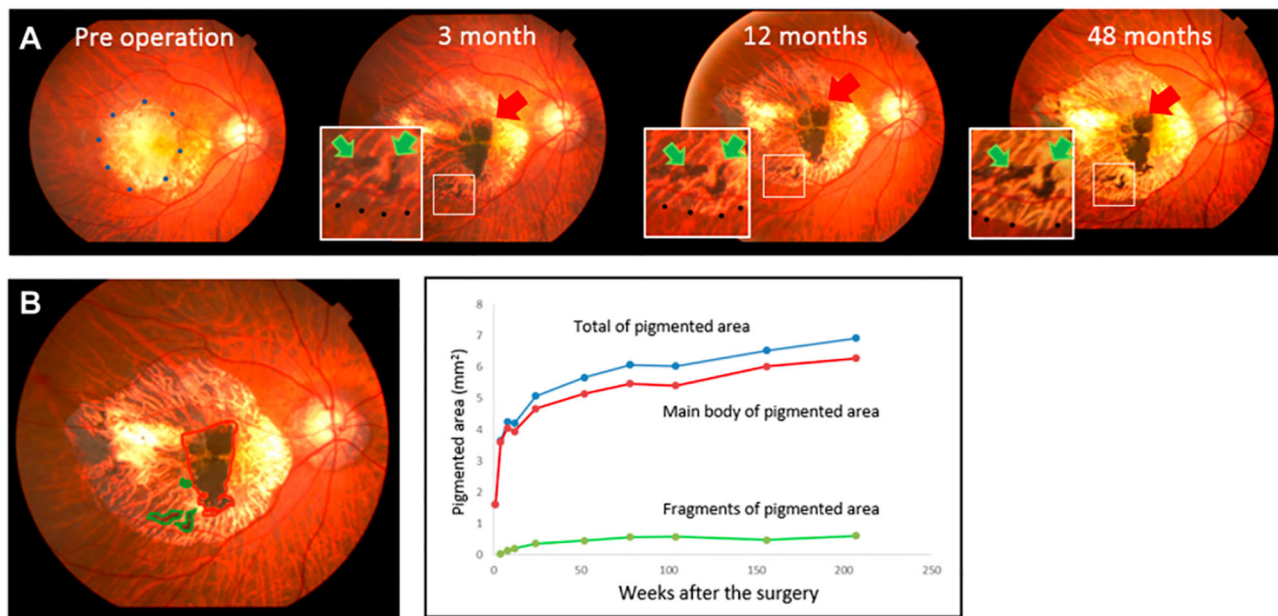 A
Pre operation
3 month
12 months
48 months
B
8
7
6
5
4
3
2
1
0
Pigmented area (mm²)
Total of pigmented area
Main body of pigmented area
Fragments of pigmented area
0 50 100 150 200 250
Weeks after the surgery